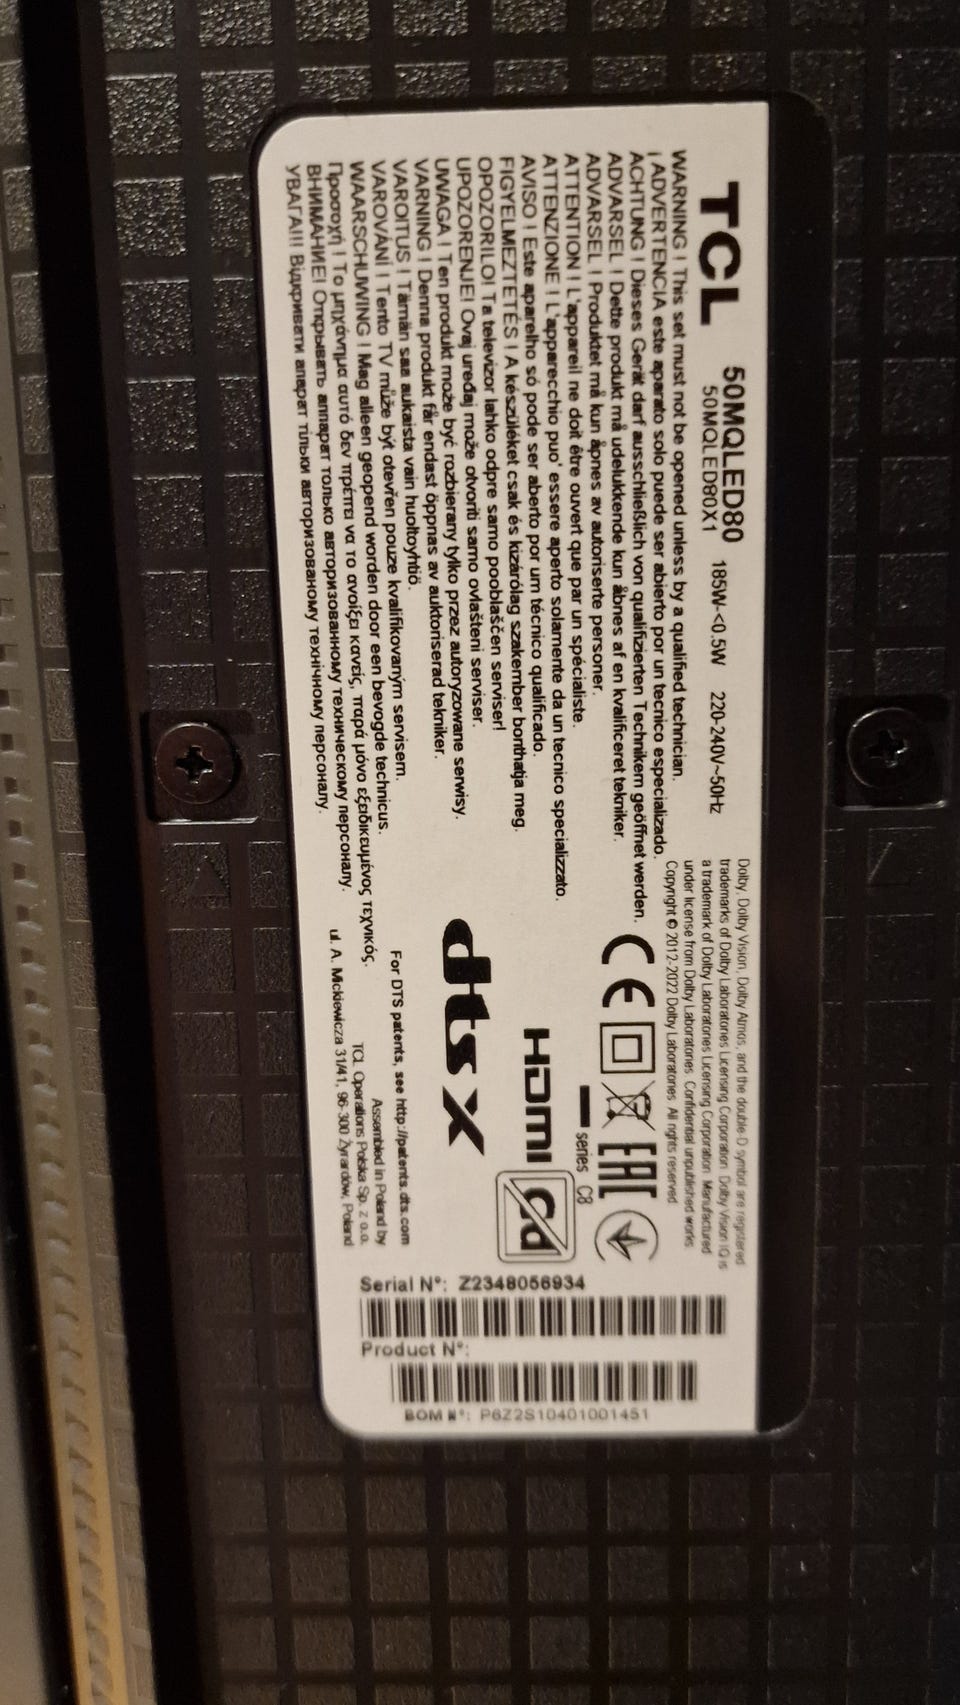 TCL
50MQLED80
50MQLED80X1
185W-<0.5W 220-240V~50Hz
WARNING ! This set must not be opened unless by a qualified technician.
¡ ADVERTENCIA este aparato solo puede ser abierto por un tecnico especializado.
ACHTUNG ! Dieses Gerät darf ausschließlich von qualifizierten Technikern geöffnet werden.
ADVARSEL ! Dette produkt må udelukkende kun åbnes af en kvalificeret tekniker.
ADVARSEL ! Produktet må kun åpnes av autoriserte personer.
ATTENTION ! L'appareil ne doit être ouvert que par un spécialiste.
ATTENZIONE ! L'apparecchio puo' essere aperto solamente da un tecnico specializzato.
AVISO ! Este aparelho só pode ser aberto por um técnico qualificado.
FIGYELMEZTETÉS ! A készüléket csak és kizárólag szakember bonthatja meg.
OPOZORILO! Ta televizor lahko odpre samo pooblaščen serviser!
UPOZORENJE! Ovaj uređaj može otvoriti samo ovlašteni serviser.
UWAGA ! Ten produkt może być rozbierany tylko przez autoryzowane serwisy.
VARNING ! Denna produkt får endast öppnas av auktoriserad tekniker.
VAROITUS ! Tämän saa aukaista vain huoltoyhtiö.
VAROVÁNÍ ! Tento TV může být otevřen pouze kvalifikovaným servisem.
WAARSCHUWING ! Mag alleen geopend worden door een bevogde technicus.
Προσοχή ! Το μηχάνημα αυτό δεν πρέπει να το ανοίξει κανείς, παρά μόνο εξειδικευμένος τεχνικός.
ВНИМАНИЕ! Открывать аппарат только авторизованному техническому персоналу.
УВАГА!!! Відкривати апарат тільки авторизованому технічному персоналу.
Dolby, Dolby Vision, Dolby Atmos, and the double-D symbol are registered
trademarks of Dolby Laboratories Licensing Corporation. Dolby Vision IQ is
a trademark of Dolby Laboratories Licensing Corporation. Manufactured
under license from Dolby Laboratories. Confidential unpublished works.
Copyright © 2012-2022 Dolby Laboratories. All rights reserved.
CE
EAC
series C8
HDMI
Cd
dts X
For DTS patents, see http://patents.dts.com
Assembled in Poland by
TCL Operations Polska Sp. z o.o.
ul. A. Mickiewicza 31/41, 96-300 Żyrardów, Poland
Serial N°: Z2348056934
Product N°:
BOM N°: P6Z2S10401001451